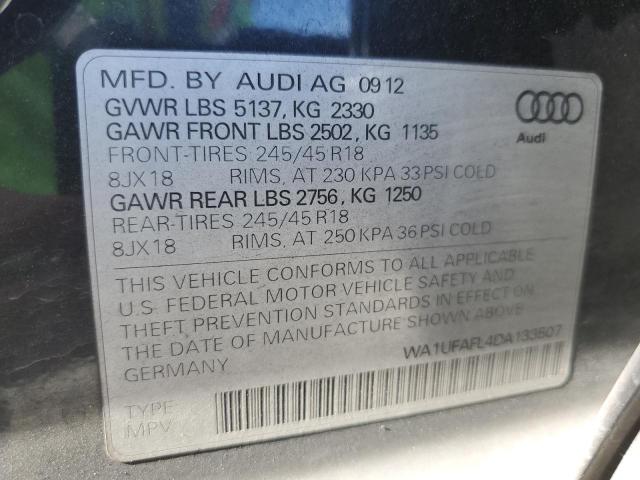 MFD. BY AUDI AG 09 12
GVWR LBS 5137, KG 2330
GAWR FRONT LBS 2502, KG 1135
FRONT-TIRES 245/45 R18
8JX18 RIMS, AT 230 KPA 33 PSI COLD
GAWR REAR LBS 2756, KG 1250
REAR-TIRES 245/45 R18
8JX18 RIMS, AT 250 KPA 36 PSI COLD
Audi
THIS VEHICLE CONFORMS TO ALL APPLICABLE
U.S. FEDERAL MOTOR VEHICLE SAFETY AND
THEFT PREVENTION STANDARDS IN EFFECT ON
THE DATE OF MANUFACTURE SHOWN ABOVE.
GERMANY
WA1UFAFL4DA133607
TYPE
MPV